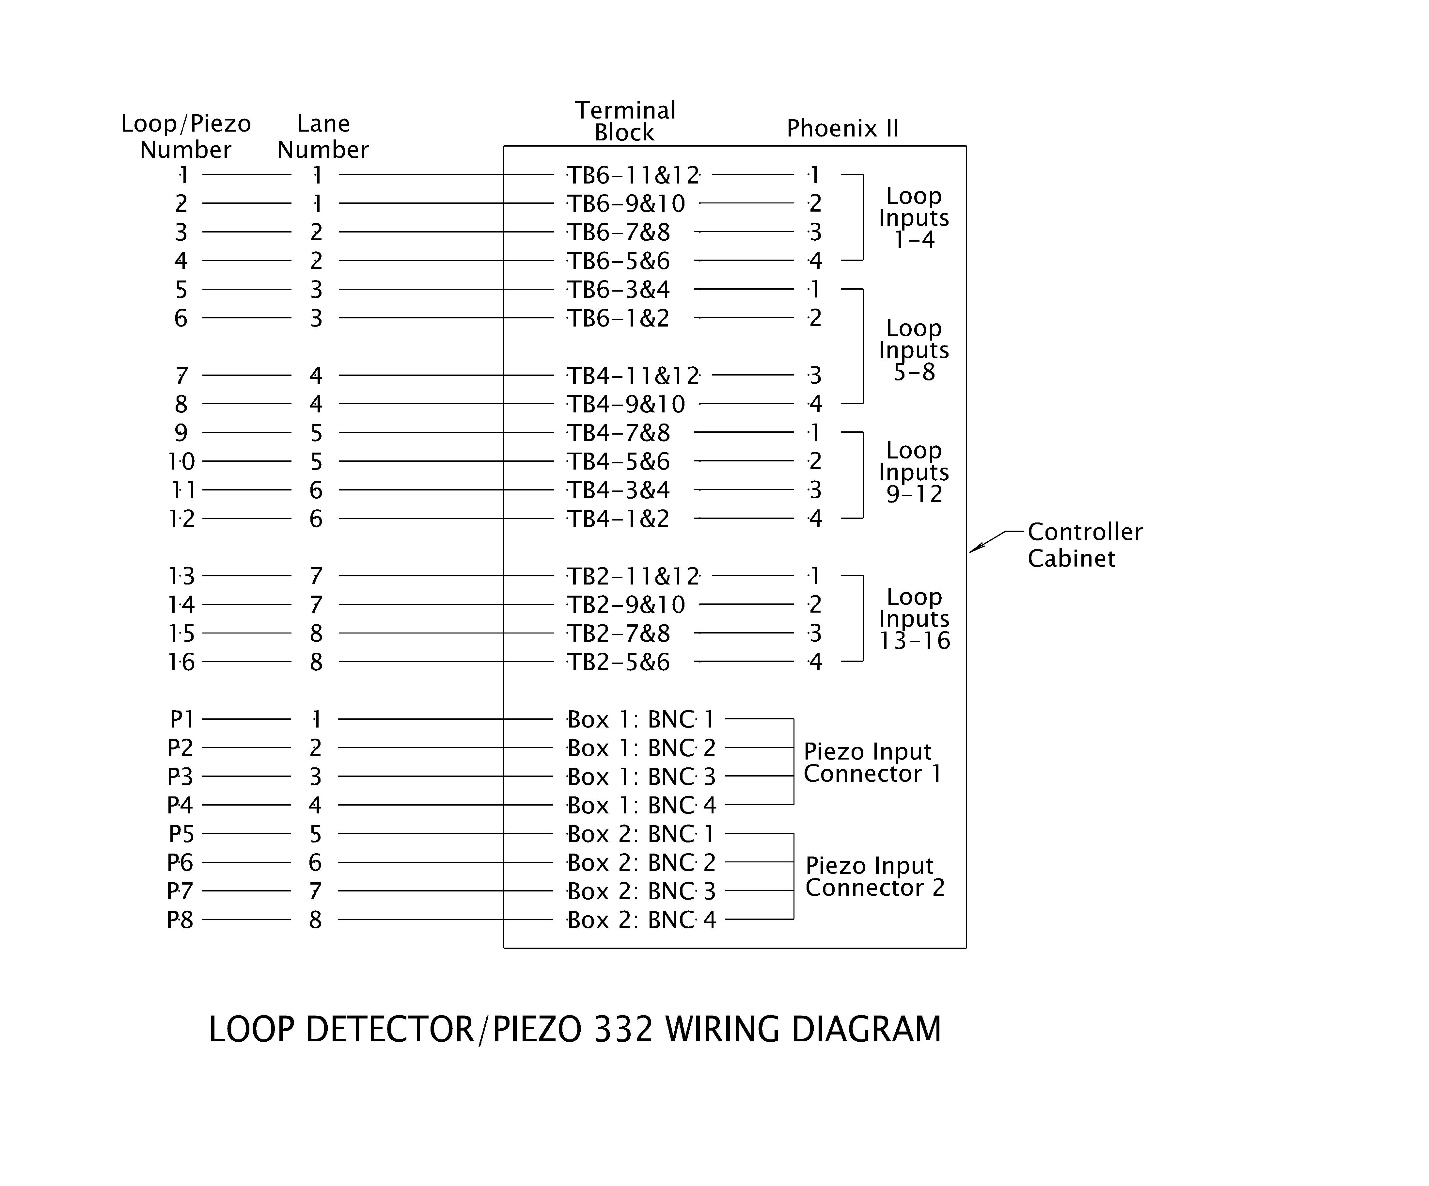 Loop/Piezo Number Lane Number Terminal Block Phoenix II
1 1 TB6-11&12 1
2 1 TB6-9&10 2
3 2 TB6-7&8 3
4 2 TB6-5&6 4
Loop
Inputs
1-4
5 3 TB6-3&4 1
6 3 TB6-1&2 2
7 4 TB4-11&12 3
8 4 TB4-9&10 4
Loop
Inputs
5-8
9 5 TB4-7&8 1
10 5 TB4-5&6 2
11 6 TB4-3&4 3
12 6 TB4-1&2 4
Loop
Inputs
9-12
Controller
Cabinet
13 7 TB2-11&12 1
14 7 TB2-9&10 2
15 8 TB2-7&8 3
16 8 TB2-5&6 4
Loop
Inputs
13-16
P1 1 Box 1: BNC 1
P2 2 Box 1: BNC 2
P3 3 Box 1: BNC 3
P4 4 Box 1: BNC 4
Piezo Input
Connector 1
P5 5 Box 2: BNC 1
P6 6 Box 2: BNC 2
P7 7 Box 2: BNC 3
P8 8 Box 2: BNC 4
Piezo Input
Connector 2
LOOP DETECTOR/PIEZO 332 WIRING DIAGRAM